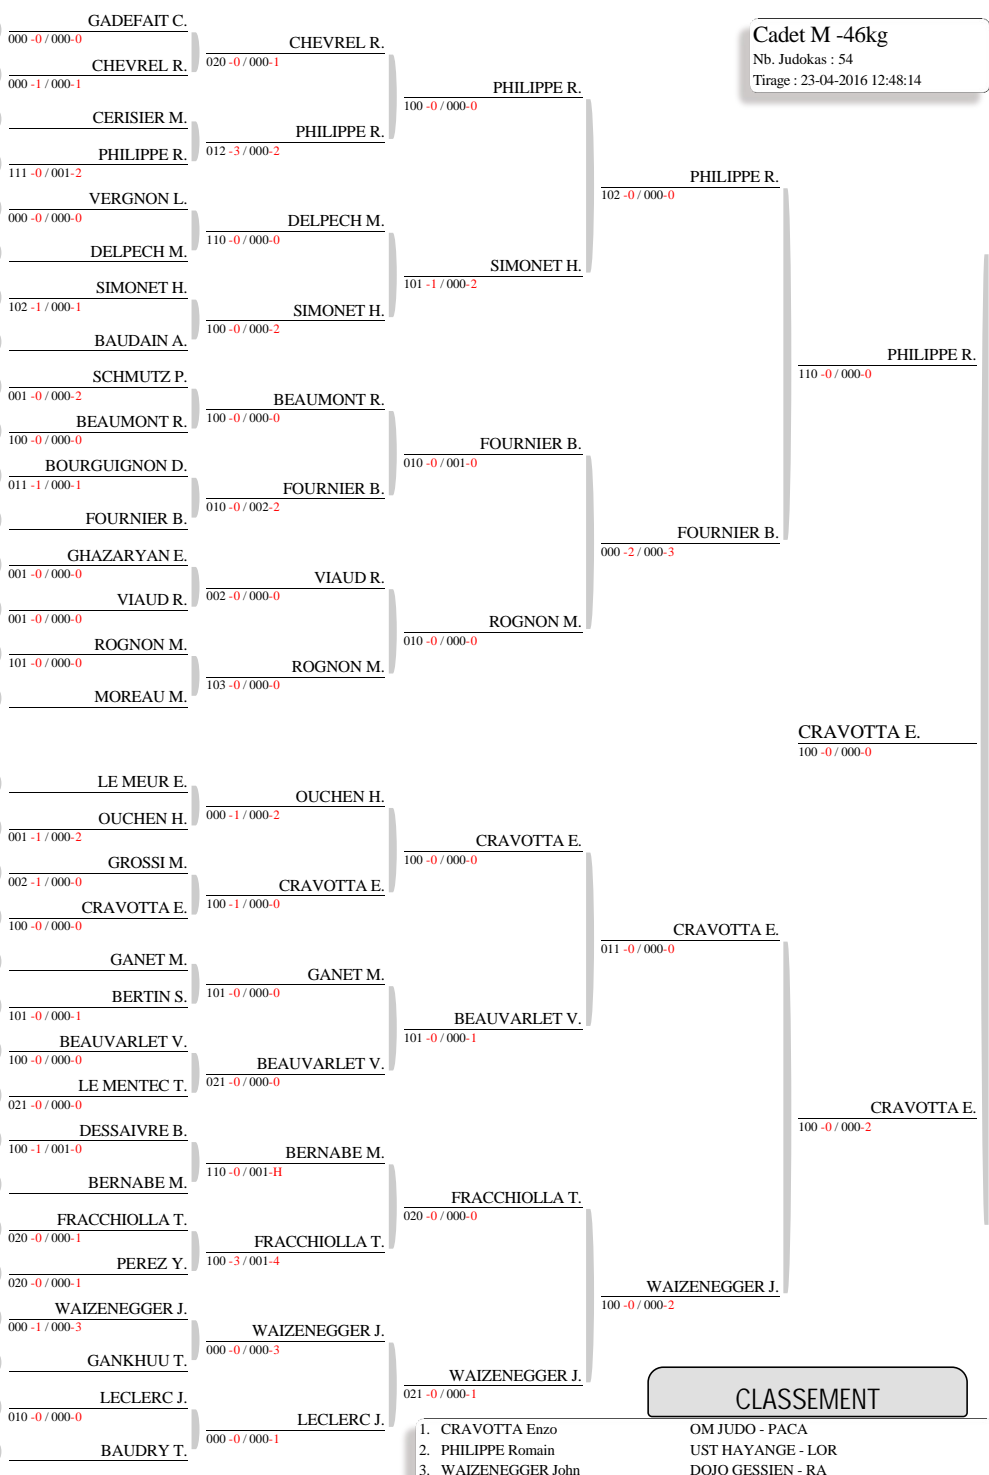 Cadet M -46kg
Nb. Judokas : 54
Tirage : 23-04-2016 12:48:14
GADEFAIT C.
000 -0 / 000-0
CHEVREL R.
000 -1 / 000-1
CERISIER M.
PHILIPPE R.
111 -0 / 001-2
VERGNON L.
000 -0 / 000-0
DELPECH M.
SIMONET H.
102 -1 / 000-1
BAUDAIN A.
SCHMUTZ P.
001 -0 / 000-2
BEAUMONT R.
100 -0 / 000-0
BOURGUIGNON D.
011 -1 / 000-1
FOURNIER B.
GHAZARYAN E.
001 -0 / 000-0
VIAUD R.
001 -0 / 000-0
ROGNON M.
101 -0 / 000-0
MOREAU M.
LE MEUR E.
OUCHEN H.
001 -1 / 000-2
GROSSI M.
002 -1 / 000-0
CRAVOTTA E.
100 -0 / 000-0
GANET M.
BERTIN S.
101 -0 / 000-1
BEAUVARLET V.
100 -0 / 000-0
LE MENTEC T.
021 -0 / 000-0
DESSAIVRE B.
100 -1 / 001-0
BERNABE M.
FRACCHIOLLA T.
020 -0 / 000-1
PEREZ Y.
020 -0 / 000-1
WAIZENEGGER J.
000 -1 / 000-3
GANKHUU T.
LECLERC J.
010 -0 / 000-0
BAUDRY T.
CHEVREL R.
020 -0 / 000-1
PHILIPPE R.
012 -3 / 000-2
DELPECH M.
110 -0 / 000-0
SIMONET H.
100 -0 / 000-2
BEAUMONT R.
100 -0 / 000-0
FOURNIER B.
010 -0 / 002-2
VIAUD R.
002 -0 / 000-0
ROGNON M.
103 -0 / 000-0
OUCHEN H.
000 -1 / 000-2
CRAVOTTA E.
100 -1 / 000-0
GANET M.
101 -0 / 000-0
BEAUVARLET V.
021 -0 / 000-0
BERNABE M.
110 -0 / 001-H
FRACCHIOLLA T.
100 -3 / 001-4
WAIZENEGGER J.
000 -0 / 000-3
LECLERC J.
000 -0 / 000-1
PHILIPPE R.
100 -0 / 000-0
SIMONET H.
101 -1 / 000-2
FOURNIER B.
010 -0 / 001-0
ROGNON M.
010 -0 / 000-0
CRAVOTTA E.
100 -0 / 000-0
BEAUVARLET V.
101 -0 / 000-1
FRACCHIOLLA T.
020 -0 / 000-0
WAIZENEGGER J.
021 -0 / 000-1
PHILIPPE R.
102 -0 / 000-0
FOURNIER B.
000 -2 / 000-3
CRAVOTTA E.
011 -0 / 000-0
WAIZENEGGER J.
100 -0 / 000-2
PHILIPPE R.
110 -0 / 000-0
CRAVOTTA E.
100 -0 / 000-0
CRAVOTTA E.
100 -0 / 000-2
CLASSEMENT
1. CRAVOTTA Enzo OM JUDO - PACA
2. PHILIPPE Romain UST HAYANGE - LOR
3. WAIZENEGGER John DOJO GESSIEN - RA